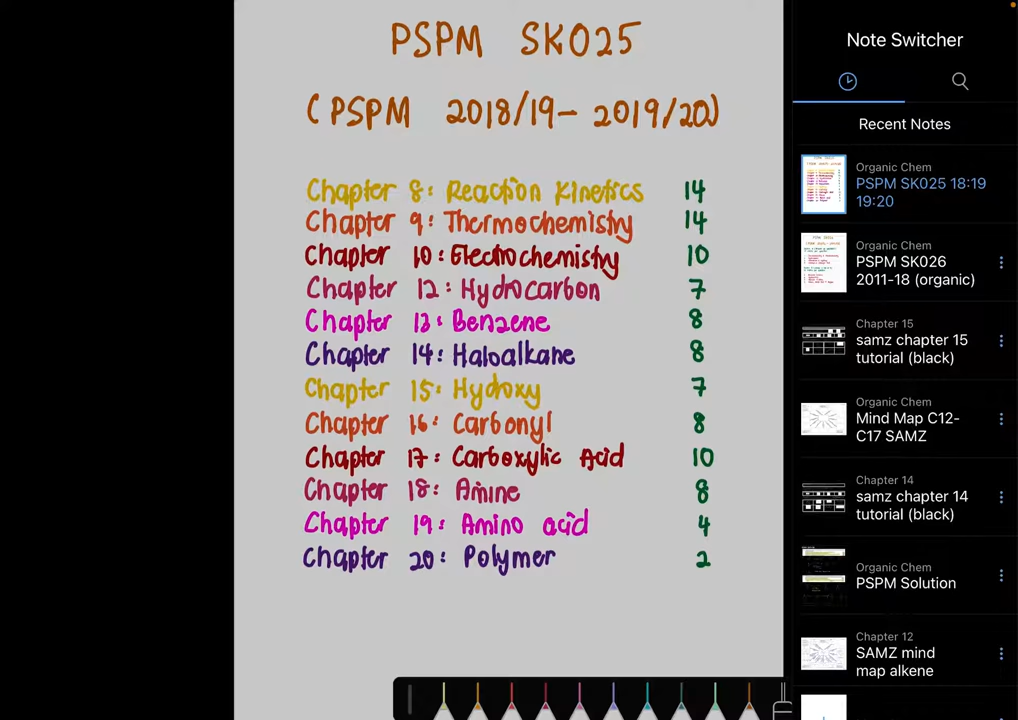 PSPM SK025
(PSPM 2018/19- 2019/20)
Chapter 8: Reaction Kinetics 14
Chapter 9: Thermochemistry 14
Chapter 10: Electrochemistry 10
Chapter 12: Hydrocarbon 7
Chapter 13: Benzene 8
Chapter 14: Haloalkane 8
Chapter 15: Hydroxy 7
Chapter 16: Carbonyl 8
Chapter 17: Carboxylic Acid 10
Chapter 18: Amine 8
Chapter 19: Amino acid 4
Chapter 20: Polymer 2
Note Switcher
Recent Notes
Organic Chem
PSPM SK025 18:19
19:20
Organic Chem
PSPM SK026
2011-18 (organic)
Chapter 15
samz chapter 15
tutorial (black)
Organic Chem
Mind Map C12-
C17 SAMZ
Chapter 14
samz chapter 14
tutorial (black)
Organic Chem
PSPM Solution
Chapter 12
SAMZ mind
map alkene